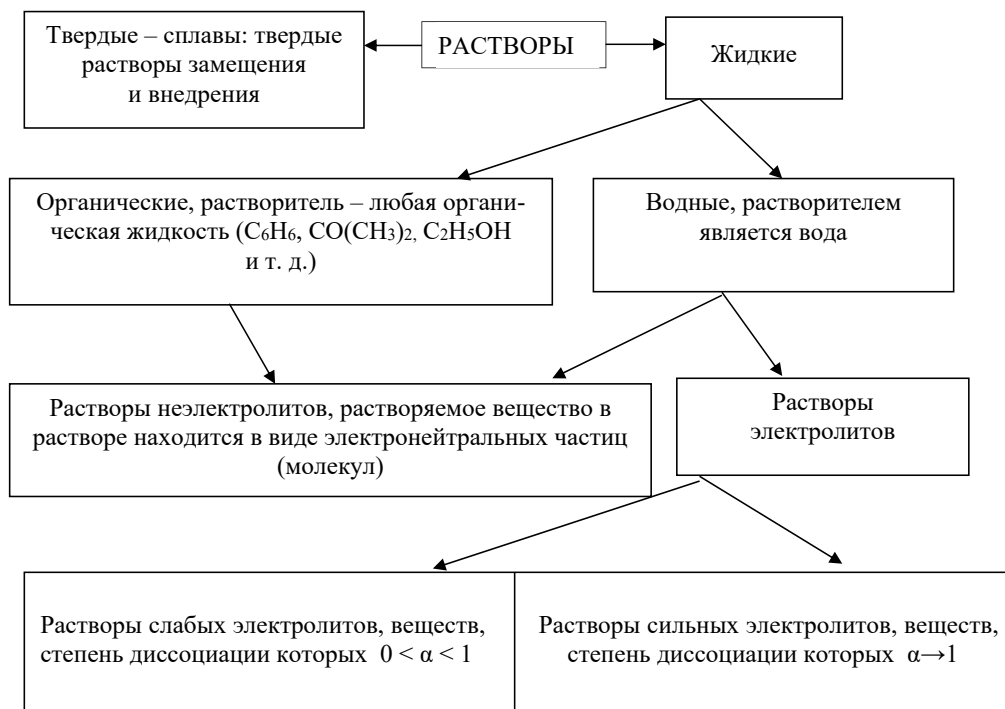 Твердые – сплавы: твердые
растворы замещения
и внедрения
РАСТВОРЫ
Жидкие
Органические, растворитель – любая органи-
ческая жидкость (C₆H₆, CO(CH₃)₂, C₂H₅OH
и т. д.)
Водные, растворителем
является вода
Растворы неэлектролитов, растворяемое вещество в
растворе находится в виде электронейтральных частиц
(молекул)
Растворы
электролитов
Растворы слабых электролитов, веществ,
степень диссоциации которых 0 < α < 1
Растворы сильных электролитов, веществ,
степень диссоциации которых α→1